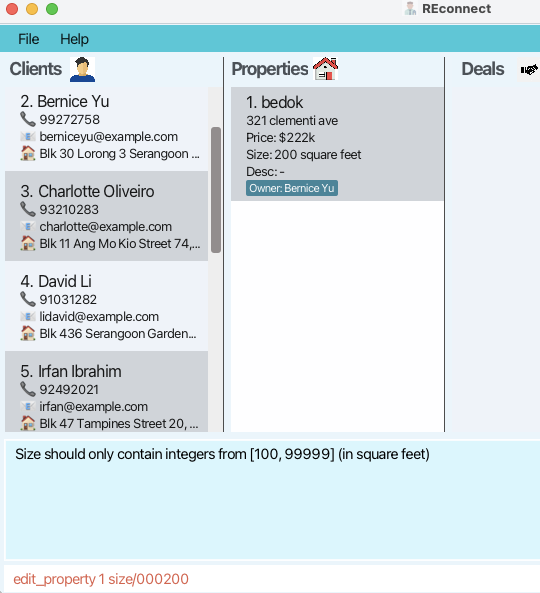 REconnect
File Help
Clients
2. Bernice Yu
99272758
berniceyu@example.com
Blk 30 Lorong 3 Serangoon ...
3. Charlotte Oliveiro
93210283
charlotte@example.com
Blk 11 Ang Mo Kio Street 74,...
4. David Li
91031282
lidavid@example.com
Blk 436 Serangoon Garden...
5. Irfan Ibrahim
92492021
irfan@example.com
Blk 47 Tampines Street 20, ...
Properties
1. bedok
321 clementi ave
Price: $222k
Size: 200 square feet
Desc: -
Owner: Bernice Yu
Deals
Size should only contain integers from [100, 99999] (in square feet)
edit_property 1 size/000200